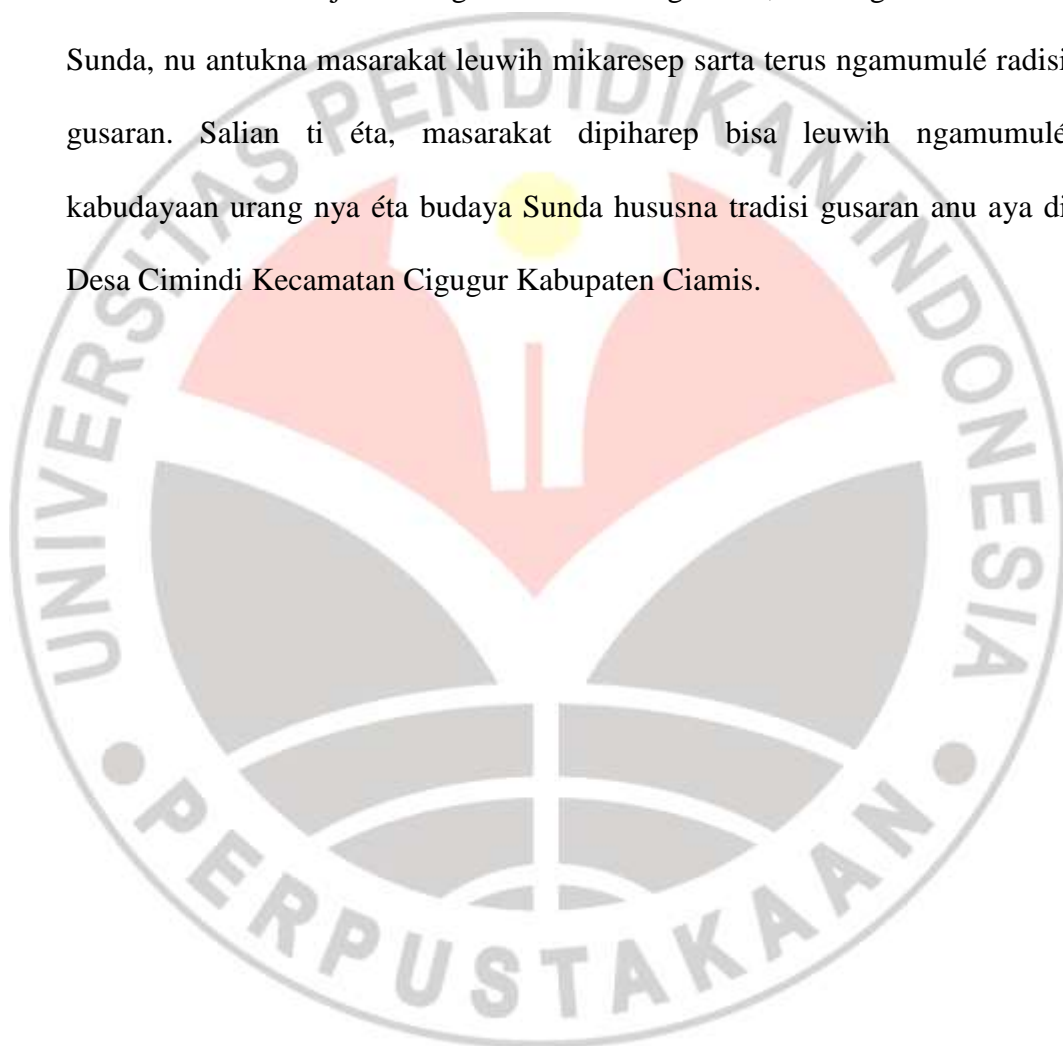 Sunda, nu antukna masarakat leuwih mikaresep sarta terus ngamumulé radisi
gusaran. Salian ti éta, masarakat dipiharep bisa leuwih ngamumulé
kabudayaan urang nya éta budaya Sunda hususna tradisi gusaran anu aya di
Desa Cimindi Kecamatan Cigugur Kabupaten Ciamis.
UNIVERSITAS PENDIDIKAN INDONESIA
PERPUSTAKAAN